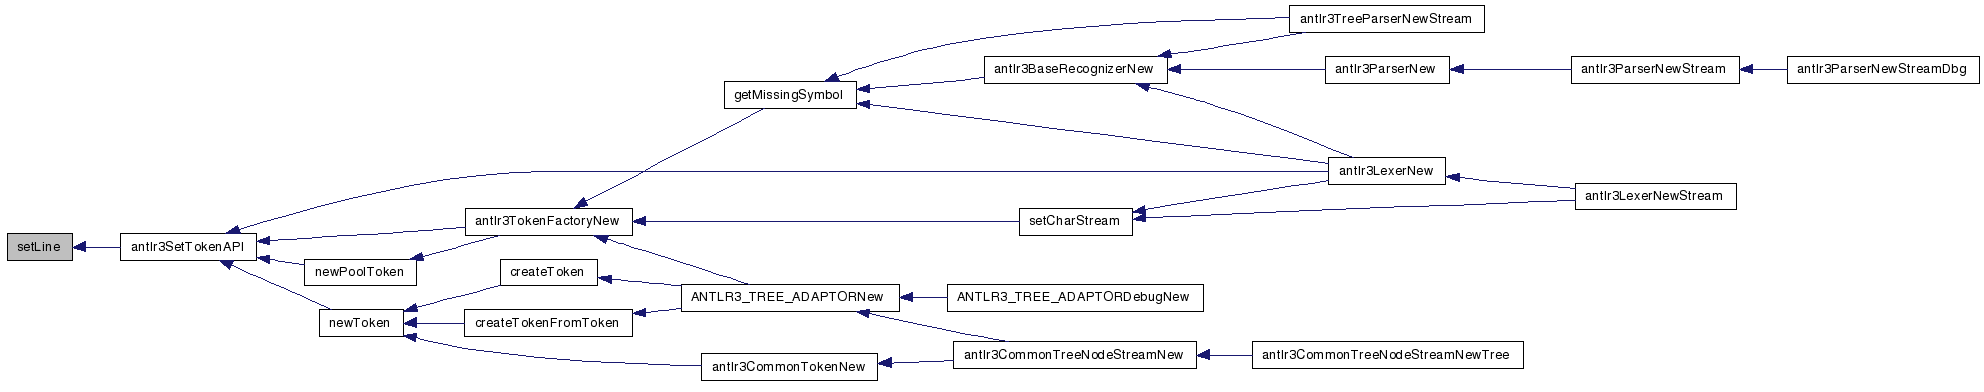 antlr3TreeParserNewStream
antlr3BaseRecognizerNew
antlr3ParserNew
antlr3ParserNewStream
antlr3ParserNewStreamDbg
getMissingSymbol
antlr3LexerNew
antlr3LexerNewStream
antlr3TokenFactoryNew
setCharStream
setLine
antlr3SetTokenAPI
newPoolToken
createToken
ANTLR3_TREE_ADAPTORNew
ANTLR3_TREE_ADAPTORDebugNew
newToken
createTokenFromToken
antlr3CommonTreeNodeStreamNew
antlr3CommonTreeNodeStreamNewTree
antlr3CommonTokenNew